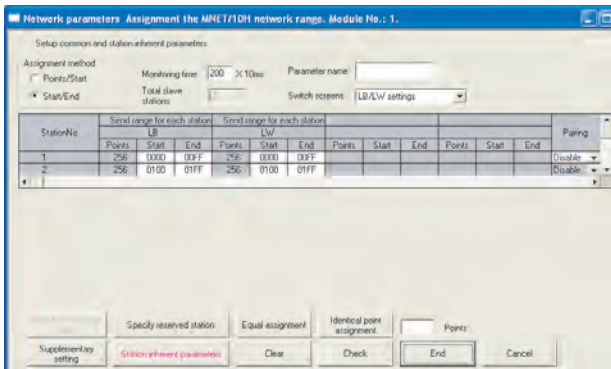 Network parameters Assignment the MNET/10H network range. Module No.: 1.
Setup common and station inherent parameters.
Assignment method
Points/Start
Start/End
Monitoring time 200 X 10ms
Total slave stations
Parameter name
Switch screens LB/LW settings
StationNo. Send range for each station Send range for each station Pairing
LB LW
Points Start End Points Start End Points Start End Points Start End
1 256 0000 00FF 256 0000 00FF Disable
2 256 0100 01FF 256 0100 01FF Disable
Specify reserved station Equal assignment Identical point assignment Points
Supplementary setting Station inherent parameters Clear Check End Cancel